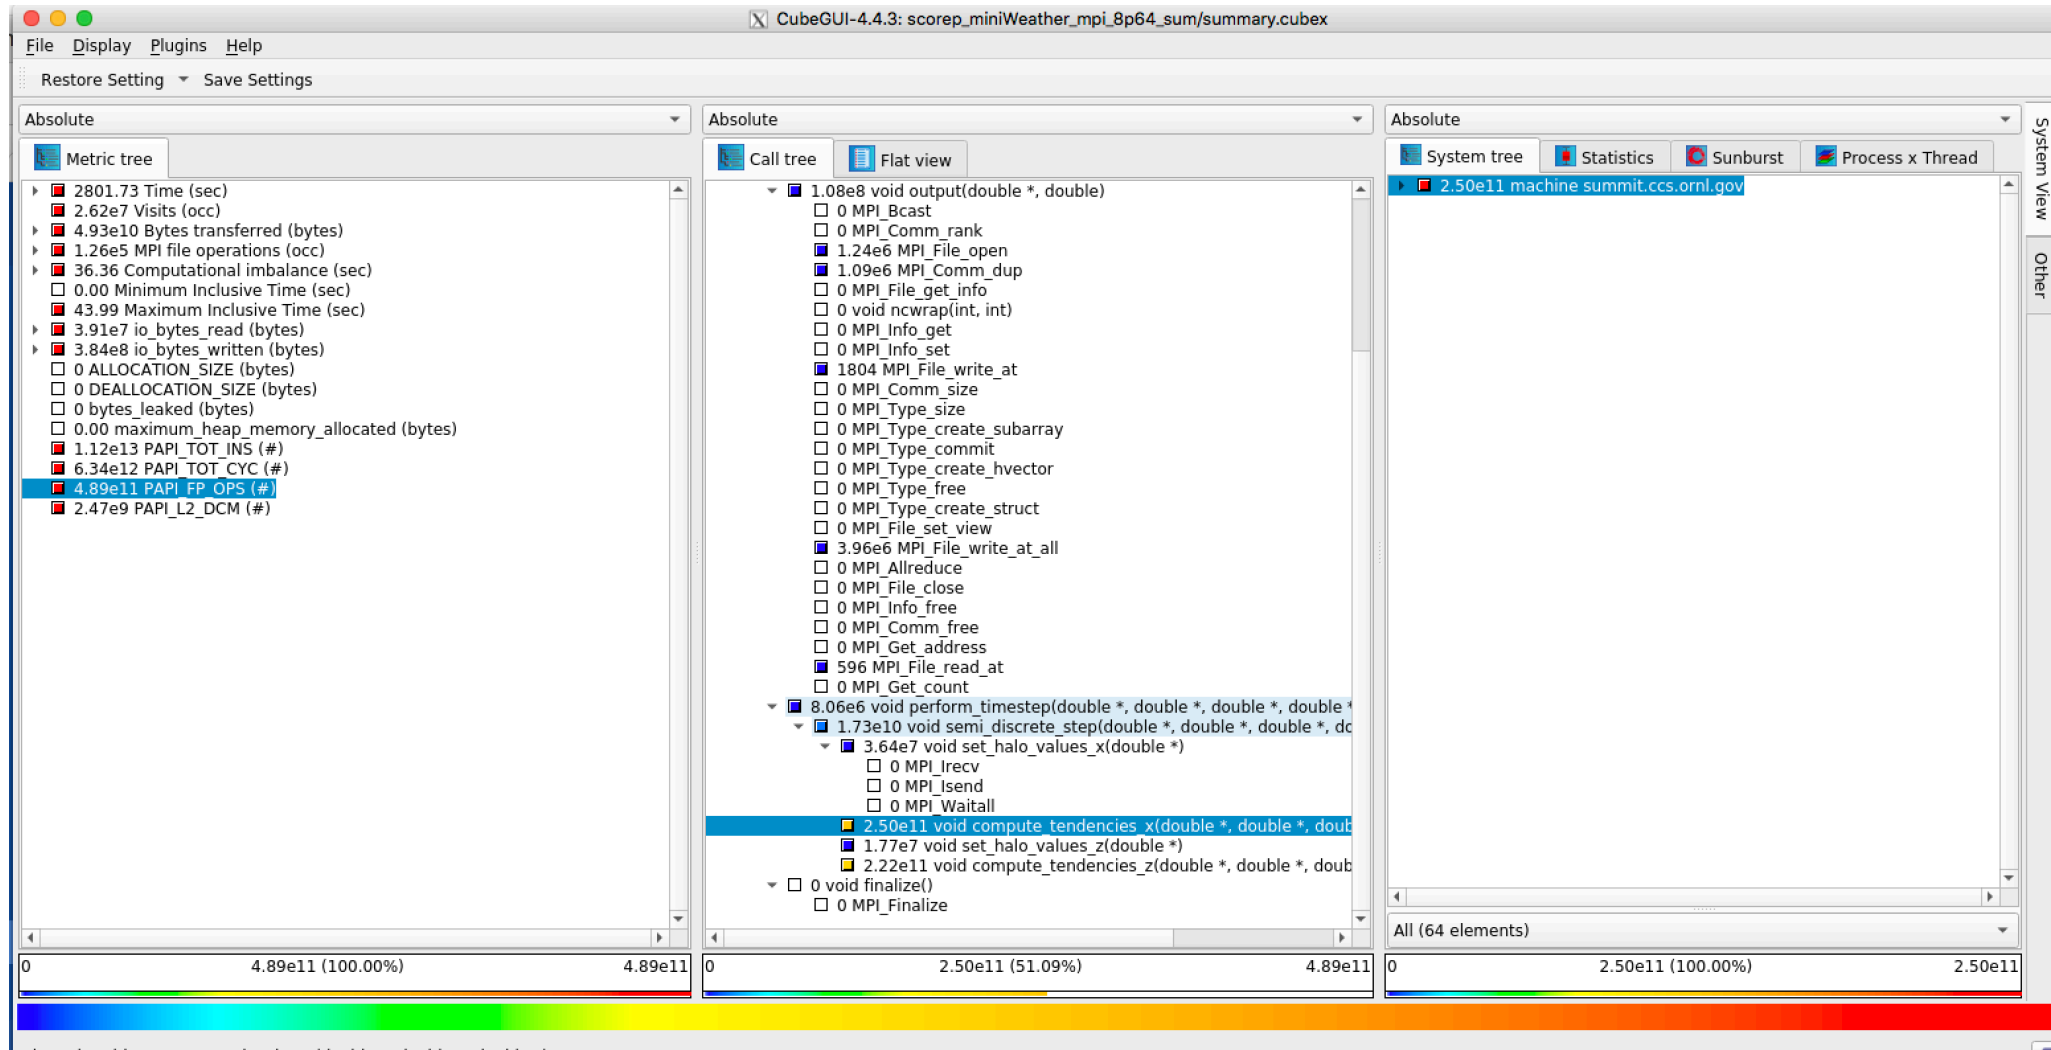 CubeGUI-4.4.3: scorep_miniWeather_mpi_8p64_sum/summary.cubex
File Display Plugins Help
Restore Setting Save Settings
Absolute
Metric tree
2801.73 Time (sec)
2.62e7 Visits (occ)
4.93e10 Bytes transferred (bytes)
1.26e5 MPI file operations (occ)
36.36 Computational imbalance (sec)
0.00 Minimum Inclusive Time (sec)
43.99 Maximum Inclusive Time (sec)
3.91e7 io_bytes_read (bytes)
3.84e8 io_bytes_written (bytes)
0 ALLOCATION_SIZE (bytes)
0 DEALLOCATION_SIZE (bytes)
0 bytes_leaked (bytes)
0.00 maximum_heap_memory_allocated (bytes)
1.12e13 PAPI_TOT_INS (#)
6.34e12 PAPI_TOT_CYC (#)
4.89e11 PAPI_FP_OPS (#)
2.47e9 PAPI_L2_DCM (#)
0 4.89e11 (100.00%) 4.89e11
Absolute
Call tree Flat view
1.08e8 void output(double *, double)
0 MPI_Bcast
0 MPI_Comm_rank
1.24e6 MPI_File_open
1.09e6 MPI_Comm_dup
0 MPI_File_get_info
0 void ncwrap(int, int)
0 MPI_Info_get
0 MPI_Info_set
1804 MPI_File_write_at
0 MPI_Comm_size
0 MPI_Type_size
0 MPI_Type_create_subarray
0 MPI_Type_commit
0 MPI_Type_create_hvector
0 MPI_Type_free
0 MPI_Type_create_struct
0 MPI_File_set_view
3.96e6 MPI_File_write_at_all
0 MPI_Allreduce
0 MPI_File_close
0 MPI_Info_free
0 MPI_Comm_free
0 MPI_Get_address
596 MPI_File_read_at
0 MPI_Get_count
8.06e6 void perform_timestep(double *, double *, double *, double *
1.73e10 void semi_discrete_step(double *, double *, double *, do
3.64e7 void set_halo_values_x(double *)
0 MPI_Irecv
0 MPI_Isend
0 MPI_Waitall
2.50e11 void compute_tendencies_x(double *, double *, doub
1.77e7 void set_halo_values_z(double *)
2.22e11 void compute_tendencies_z(double *, double *, doub
0 void finalize()
0 MPI_Finalize
0 2.50e11 (51.09%) 4.89e11
Absolute
System tree Statistics Sunburst Process x Thread
2.50e11 machine summit.ccs.ornl.gov
All (64 elements)
0 2.50e11 (100.00%) 2.50e11
System View
Other